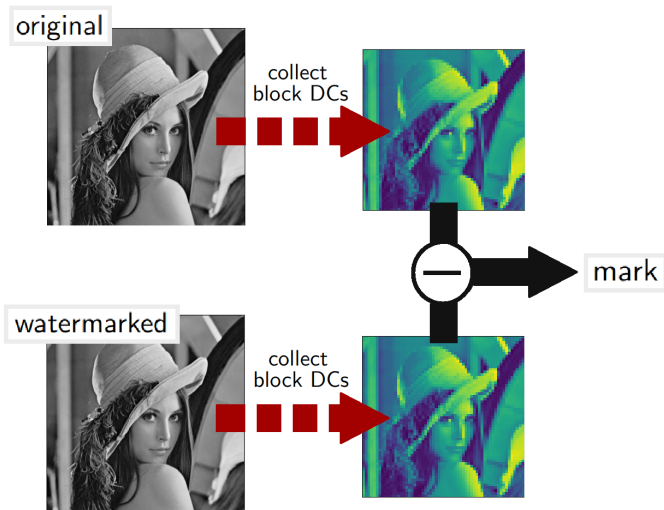 original
collect
block DCs
mark
watermarked
collect
block DCs